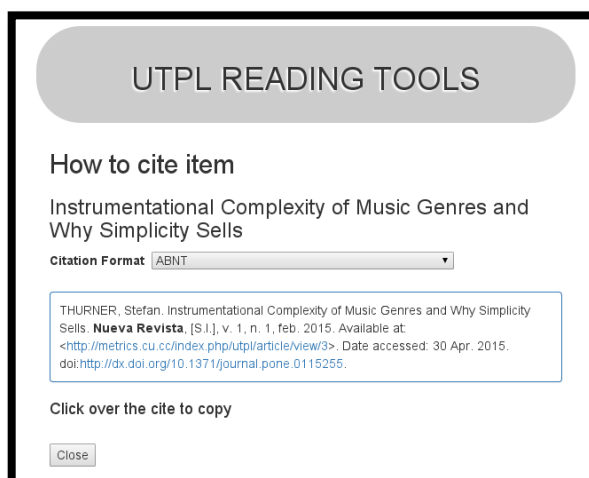 UTPL READING TOOLS
How to cite item
Instrumentational Complexity of Music Genres and
Why Simplicity Sells
Citation Format ABNT
THURNER, Stefan. Instrumentational Complexity of Music Genres and Why Simplicity
Sells. Nueva Revista, [S.l.], v. 1, n. 1, feb. 2015. Available at:
<http://metrics.cu.cc/index.php/utpl/article/view/3>. Date accessed: 30 Apr. 2015.
doi:http://dx.doi.org/10.1371/journal.pone.0115255.
Click over the cite to copy
Close